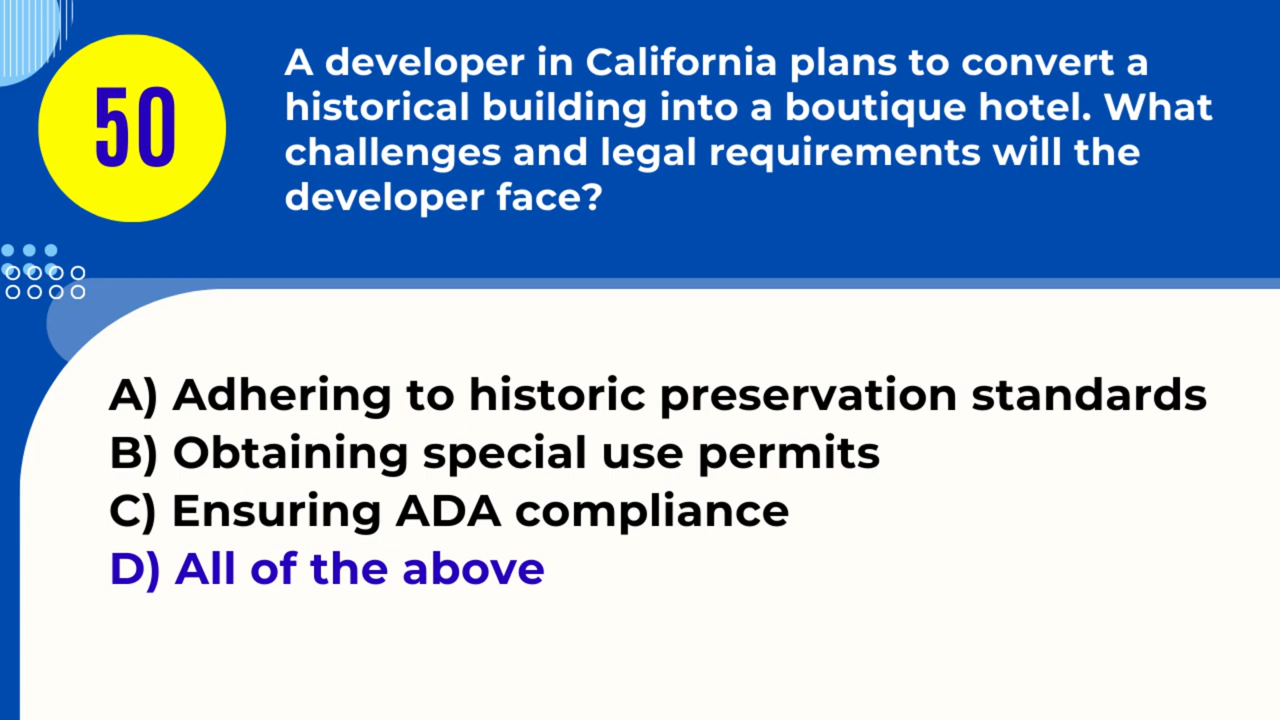 50
A developer in California plans to convert a
historical building into a boutique hotel. What
challenges and legal requirements will the
developer face?
A) Adhering to historic preservation standards
B) Obtaining special use permits
C) Ensuring ADA compliance
D) All of the above